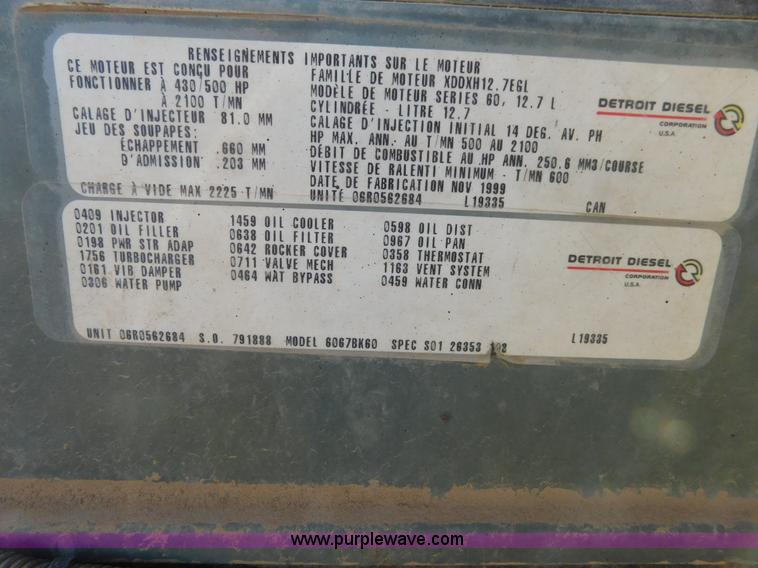 RENSEIGNEMENTS IMPORTANTS SUR LE MOTEUR
CE MOTEUR EST CONÇU POUR
FONCTIONNER À 430/500 HP
À 2100 T/MN
CALAGE D'INJECTEUR 81.0 MM
JEU DES SOUPAPES:
ÉCHAPPEMENT .660 MM
D'ADMISSION .203 MM
CHARGE À VIDE MAX 2225 T/MN
FAMILLE DE MOTEUR XDDXH12.7EGL
MODÈLE DE MOTEUR SERIES 60, 12.7 L
CYLINDRÉE - LITRE 12.7
CALAGE D'INJECTION INITIAL 14 DEG. AV. PH
HP MAX. ANN. AU T/MN 500 AU 2100
DÉBIT DE COMBUSTIBLE AU HP ANN. 250.6 MM3/COURSE
VITESSE DE RALENTI MINIMUM - T/MN 600
DATE DE FABRICATION NOV 1999
UNITÉ 06R0562684 L19335 CAN
DETROIT DIESEL
CORPORATION
U.S.A.
0409 INJECTOR
0201 OIL FILLER
0198 PWR STR ADAP
1756 TURBOCHARGER
0161 VIB DAMPER
0306 WATER PUMP
1459 OIL COOLER
0638 OIL FILTER
0642 ROCKER COVER
0711 VALVE MECH
0464 WAT BYPASS
0598 OIL DIST
0967 OIL PAN
0358 THERMOSTAT
1163 VENT SYSTEM
0459 WATER CONN
DETROIT DIESEL
CORPORATION
U.S.A.
UNIT 06R0562684 S.O. 791888 MODEL 6067BK60 SPEC S01 26353 L19335
www.purplewave.com